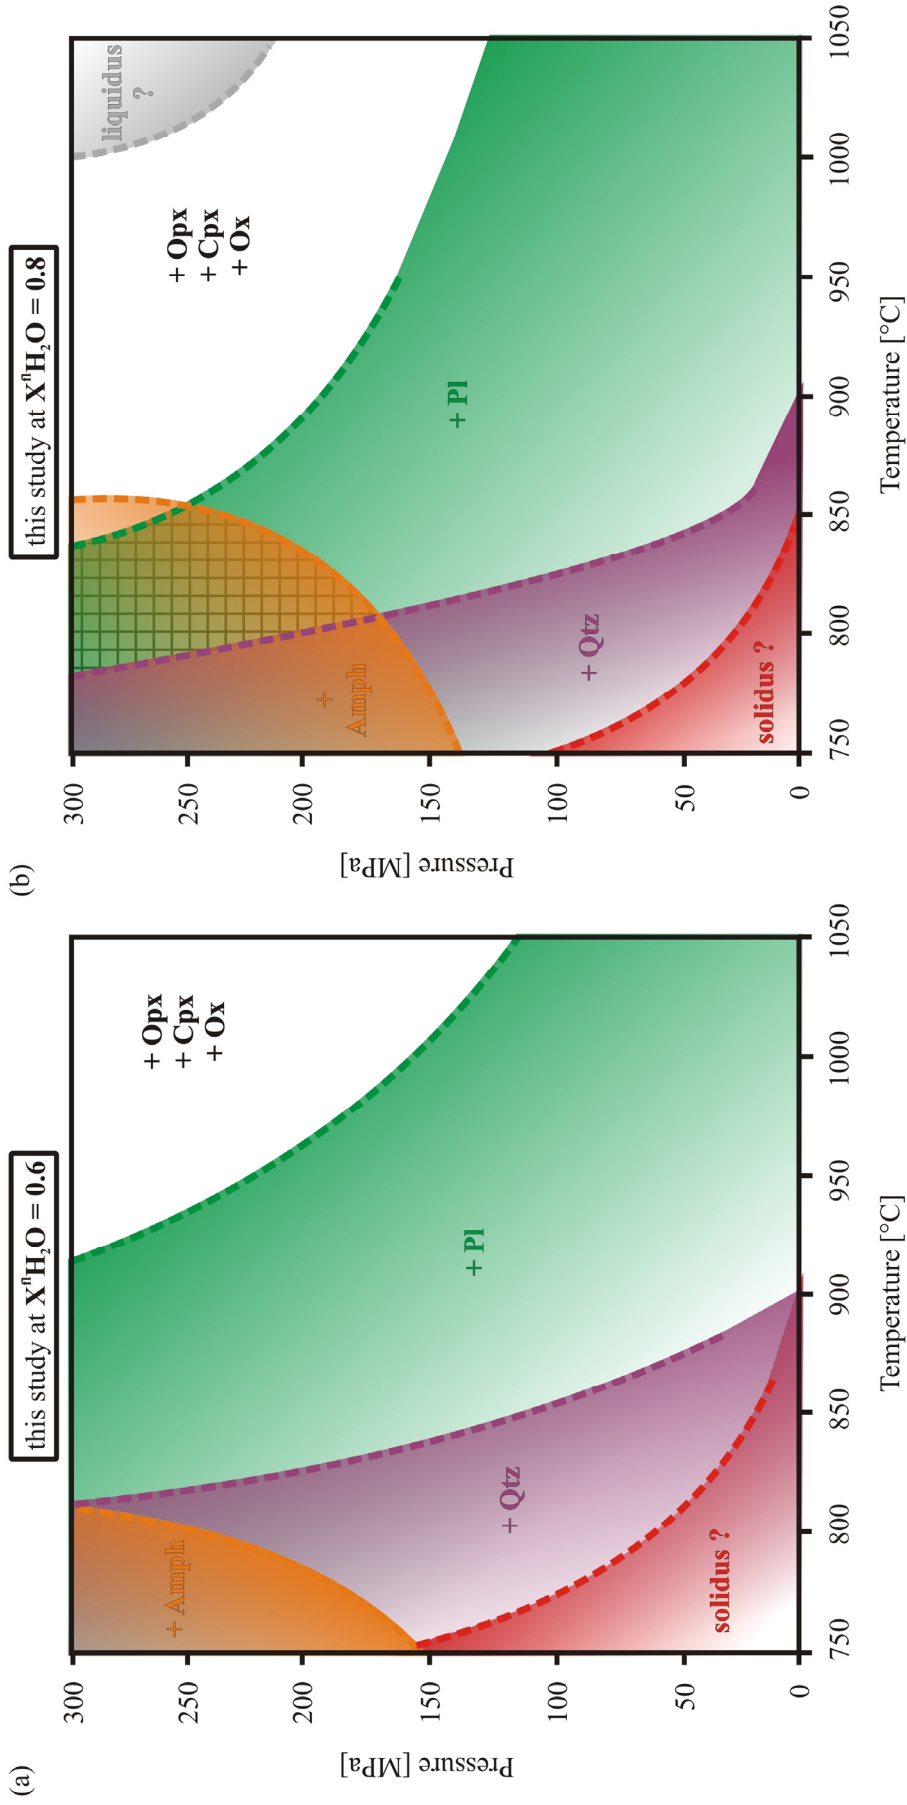 (a)
this study at XflH2O = 0.6
Pressure [MPa]
300
250
200
150
100
50
0
+ Amph
+ Qtz
+ Pl
solidus ?
+ Opx
+ Cpx
+ Ox
750
800
850
900
950
1000
1050
Temperature [°C]
(b)
this study at XflH2O = 0.8
Pressure [MPa]
300
250
200
150
100
50
0
+
Amph
+ Qtz
+ Pl
solidus ?
+ Opx
+ Cpx
+ Ox
liquidus
?
750
800
850
900
950
1000
1050
Temperature [°C]